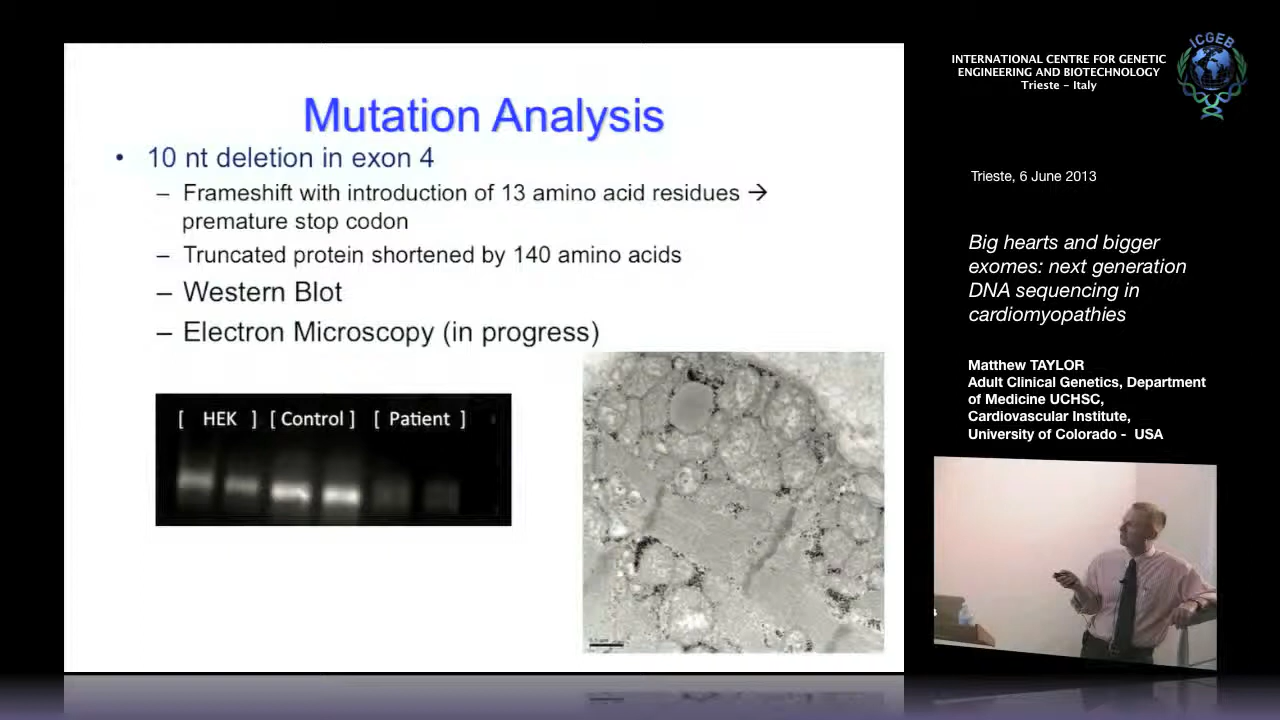 Mutation Analysis
• 10 nt deletion in exon 4
– Frameshift with introduction of 13 amino acid residues →
premature stop codon
– Truncated protein shortened by 140 amino acids
– Western Blot
– Electron Microscopy (in progress)
[ HEK ] [ Control ] [ Patient ]
INTERNATIONAL CENTRE FOR GENETIC
ENGINEERING AND BIOTECHNOLOGY
Trieste – Italy
ICGEB
Trieste, 6 June 2013
Big hearts and bigger
exomes: next generation
DNA sequencing in
cardiomyopathies
Matthew TAYLOR
Adult Clinical Genetics, Department
of Medicine UCHSC,
Cardiovascular Institute,
University of Colorado - USA